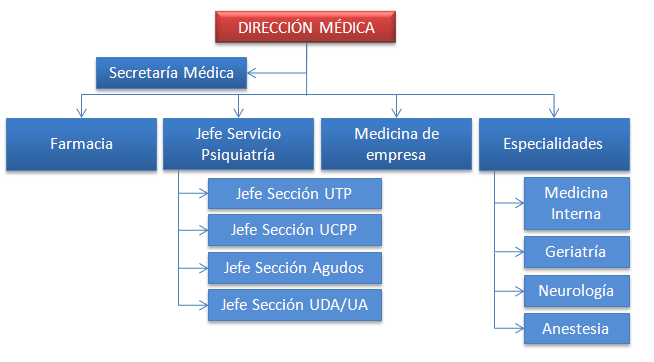 DIRECCIÓN MÉDICA
Secretaría Médica
Farmacia
Jefe Servicio
Psiquiatría
Medicina de
empresa
Especialidades
Jefe Sección UTP
Jefe Sección UCPP
Jefe Sección Agudos
Jefe Sección UDA/UA
Medicina
Interna
Geriatría
Neurología
Anestesia